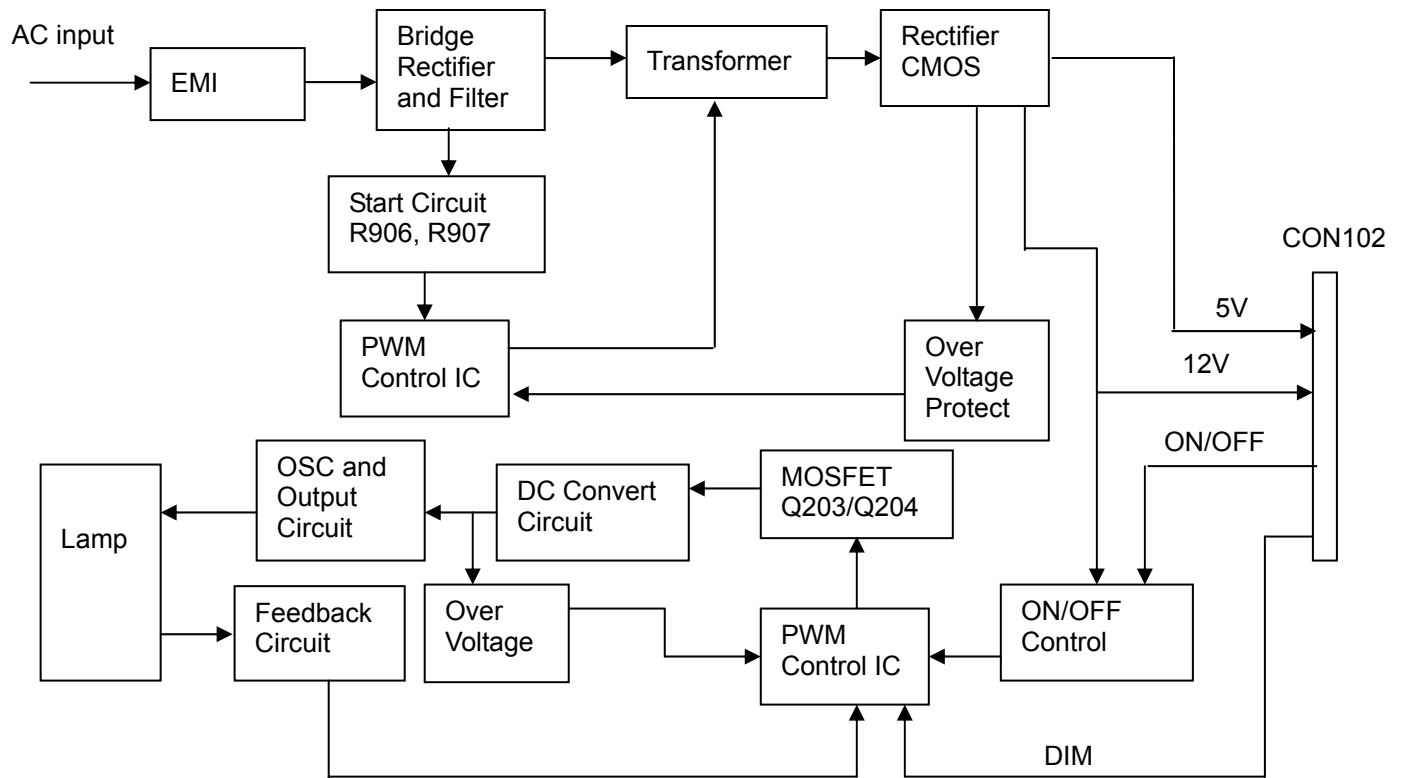 AC input
EMI
Bridge
Rectifier
and Filter
Transformer
Rectifier
CMOS
Start Circuit
R906, R907
CON102
PWM
Control IC
Over
Voltage
Protect
5V
12V
ON/OFF
Lamp
OSC and
Output
Circuit
DC Convert
Circuit
MOSFET
Q203/Q204
Feedback
Circuit
Over
Voltage
PWM
Control IC
ON/OFF
Control
DIM